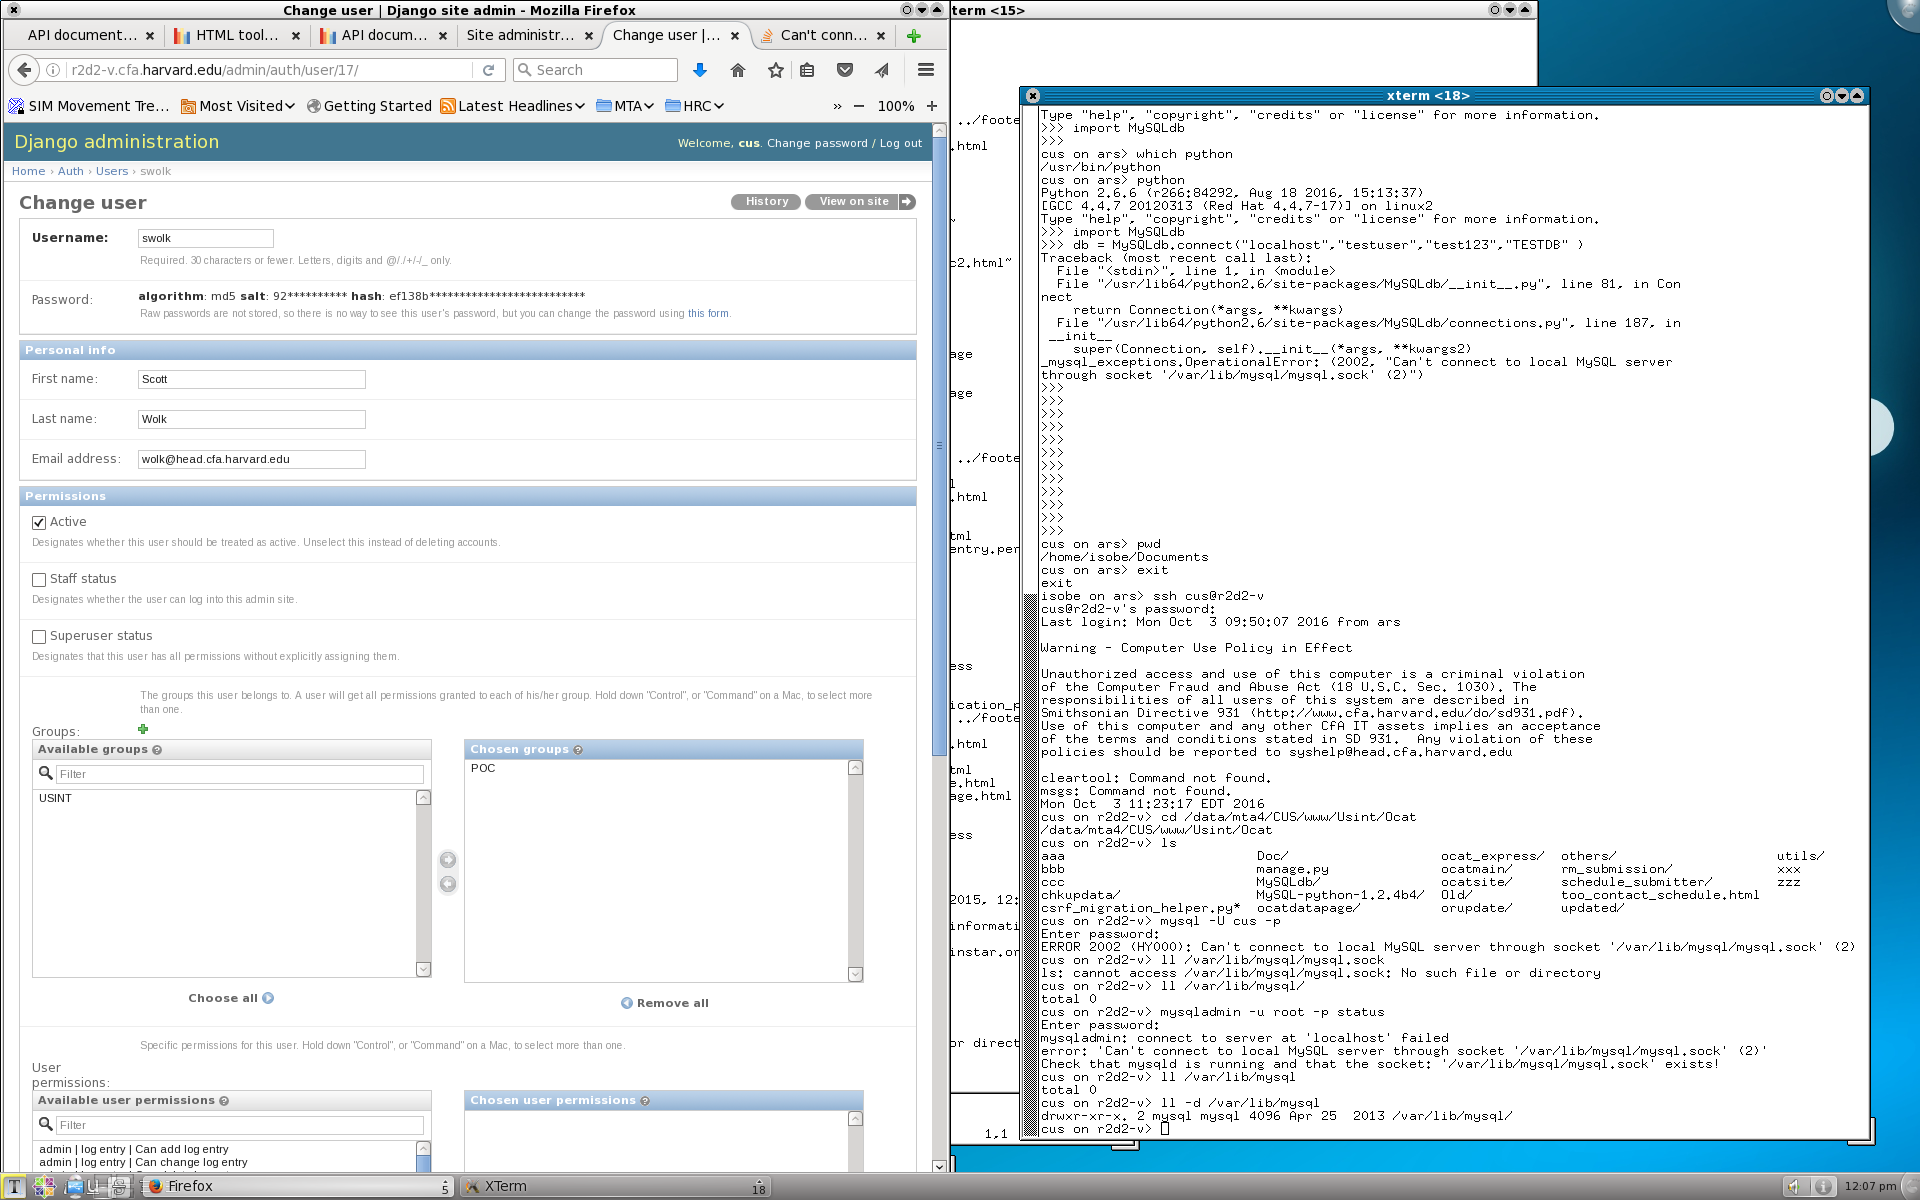 Change user | Django site admin - Mozilla Firefox
API document...
HTML tool...
API docum...
Site administr...
Change user |...
Can't conn...
r2d2-v.cfa.harvard.edu/admin/auth/user/17/
Search
SIM Movement Tre...
Most Visited
Getting Started
Latest Headlines
MTA
HRC
»
100%
Django administration
Welcome, cus. Change password / Log out
Home › Auth › Users › swolk
Change user
History
View on site
Username:
swolk
Required. 30 characters or fewer. Letters, digits and @/./+/-/_ only.
Password:
algorithm: md5 salt: 92********** hash: ef138b**************************
Raw passwords are not stored, so there is no way to see this user's password, but you can change the password using this form.
Personal info
First name:
Scott
Last name:
Wolk
Email address:
wolk@head.cfa.harvard.edu
Permissions
Active
Designates whether this user should be treated as active. Unselect this instead of deleting accounts.
Staff status
Designates whether the user can log into this admin site.
Superuser status
Designates that this user has all permissions without explicitly assigning them.
The groups this user belongs to. A user will get all permissions granted to each of his/her group. Hold down "Control", or "Command" on a Mac, to select more
than one.
Groups:
Available groups
Filter
USINT
Choose all
Chosen groups
POC
Remove all
Specific permissions for this user. Hold down "Control", or "Command" on a Mac, to select more than one.
User
permissions:
Available user permissions
Filter
admin | log entry | Can add log entry
admin | log entry | Can change log entry
Chosen user permissions
term <15>
../foote
.html
~
c2.html~
age
age
../foote
l
.html
tml
entry.per
ess
ication_p
../foote
.html
tml
e.html
age.html
ess
2015, 12:
informati
instar.or
or direct
1,1
xterm <18>
Type "help", "copyright", "credits" or "license" for more information.
>>> import MySQLdb
>>>
cus on ars> which python
/usr/bin/python
cus on ars> python
Python 2.6.6 (r266:84292, Aug 18 2016, 15:13:37)
[GCC 4.4.7 20120313 (Red Hat 4.4.7-17)] on linux2
Type "help", "copyright", "credits" or "license" for more information.
>>> import MySQLdb
>>> db = MySQLdb.connect("localhost","testuser","test123","TESTDB" )
Traceback (most recent call last):
File "<stdin>", line 1, in <module>
File "/usr/lib64/python2.6/site-packages/MySQLdb/__init__.py", line 81, in Con
nect
return Connection(*args, **kwargs)
File "/usr/lib64/python2.6/site-packages/MySQLdb/connections.py", line 187, in
__init__
super(Connection, self).__init__(*args, **kwargs2)
_mysql_exceptions.OperationalError: (2002, "Can't connect to local MySQL server
through socket '/var/lib/mysql/mysql.sock' (2)")
>>>
>>>
>>>
>>>
>>>
>>>
>>>
>>>
>>>
>>>
>>>
>>>
cus on ars> pwd
/home/isobe/Documents
cus on ars> exit
exit
isobe on ars> ssh cus@r2d2-v
cus@r2d2-v's password:
Last login: Mon Oct  3 09:50:07 2016 from ars
Warning - Computer Use Policy in Effect
Unauthorized access and use of this computer is a criminal violation
of the Computer Fraud and Abuse Act (18 U.S.C. Sec. 1030). The
responsibilities of all users of this system are described in
Smithsonian Directive 931 (http://www.cfa.harvard.edu/do/sd931.pdf).
Use of this computer and any other CfA IT assets implies an acceptance
of the terms and conditions stated in SD 931.  Any violation of these
policies should be reported to syshelp@head.cfa.harvard.edu
cleartool: Command not found.
msgs: Command not found.
Mon Oct  3 11:23:17 EDT 2016
cus on r2d2-v> cd /data/mta4/CUS/www/Usint/Ocat
/data/mta4/CUS/www/Usint/Ocat
cus on r2d2-v> ls
aaa Doc/ ocat_express/ others/ utils/
bbb manage.py ocatmain/ rm_submission/ xxx
ccc MySQLdb/ ocatsite/ schedule_submitter/ zzz
chkupdata/ MySQL-python-1.2.4b4/ Old/ too_contact_schedule.html
csrf_migration_helper.py* ocatdatapage/ orupdate/ updated/
cus on r2d2-v> mysql -U cus -p
Enter password:
ERROR 2002 (HY000): Can't connect to local MySQL server through socket '/var/lib/mysql/mysql.sock' (2)
cus on r2d2-v> ll /var/lib/mysql/mysql.sock
ls: cannot access /var/lib/mysql/mysql.sock: No such file or directory
cus on r2d2-v> ll /var/lib/mysql/
total 0
cus on r2d2-v> mysqladmin -u root -p status
Enter password:
mysqladmin: connect to server at 'localhost' failed
error: 'Can't connect to local MySQL server through socket '/var/lib/mysql/mysql.sock' (2)'
Check that mysqld is running and that the socket: '/var/lib/mysql/mysql.sock' exists!
cus on r2d2-v> ll /var/lib/mysql
total 0
cus on r2d2-v> ll -d /var/lib/mysql
drwxr-xr-x. 2 mysql mysql 4096 Apr 25  2013 /var/lib/mysql/
cus on r2d2-v>
Firefox
5
XTerm
18
12:07 pm